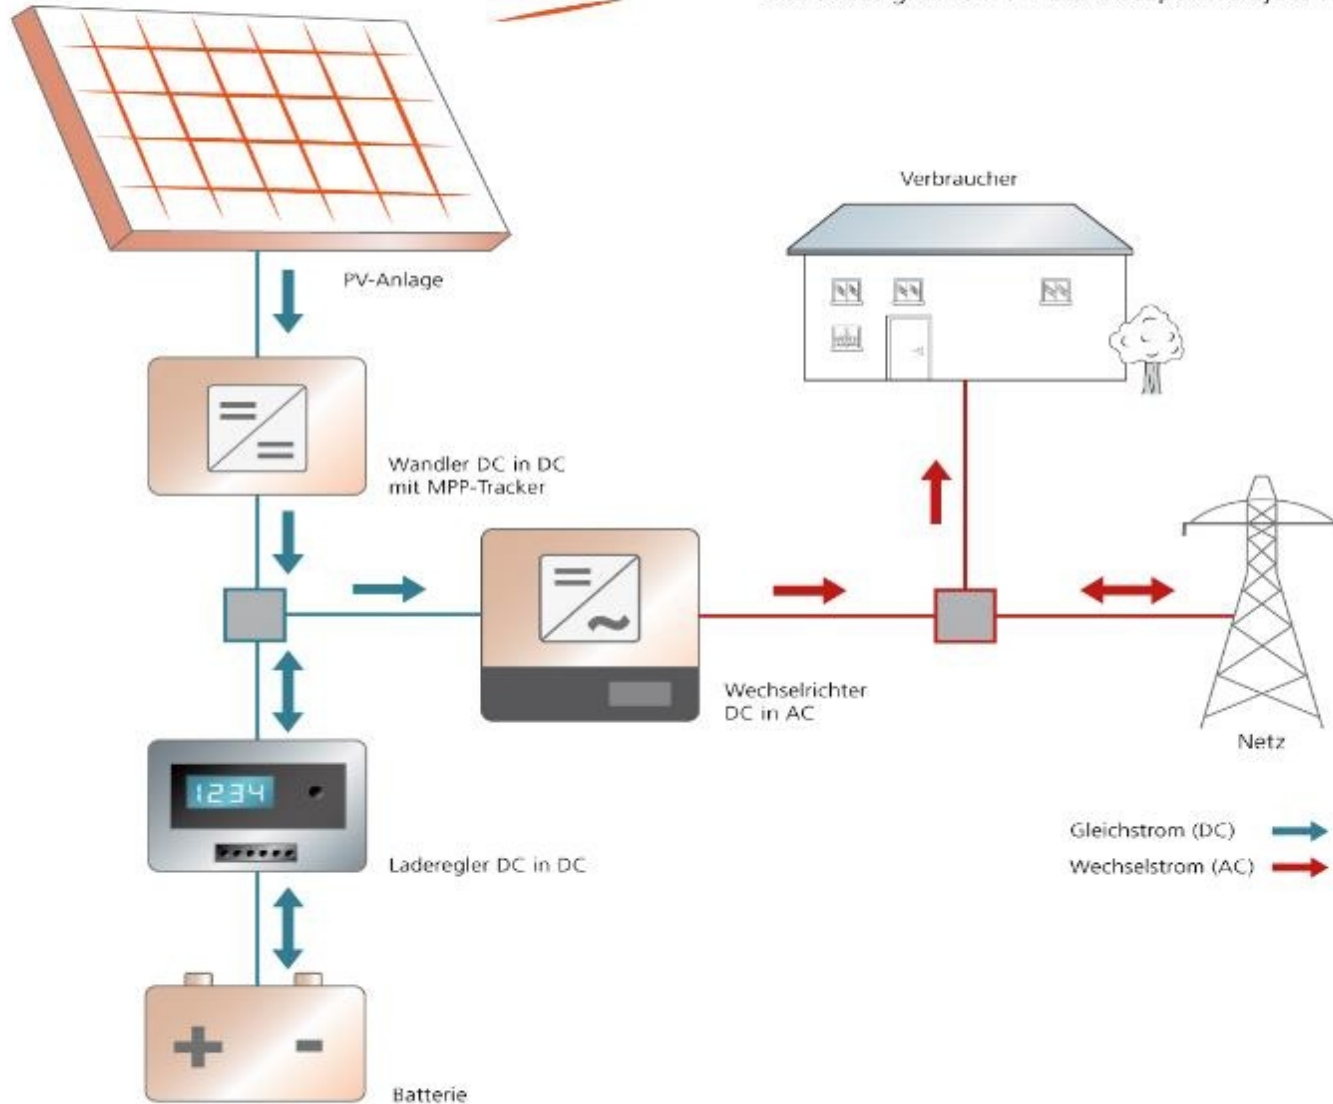 Verbraucher
PV-Anlage
Wandler DC in DC
mit MPP-Tracker
Wechselrichter
DC in AC
Netz
1234
Gleichstrom (DC)
Laderegler DC in DC
Wechselstrom (AC)
+ -
Batterie